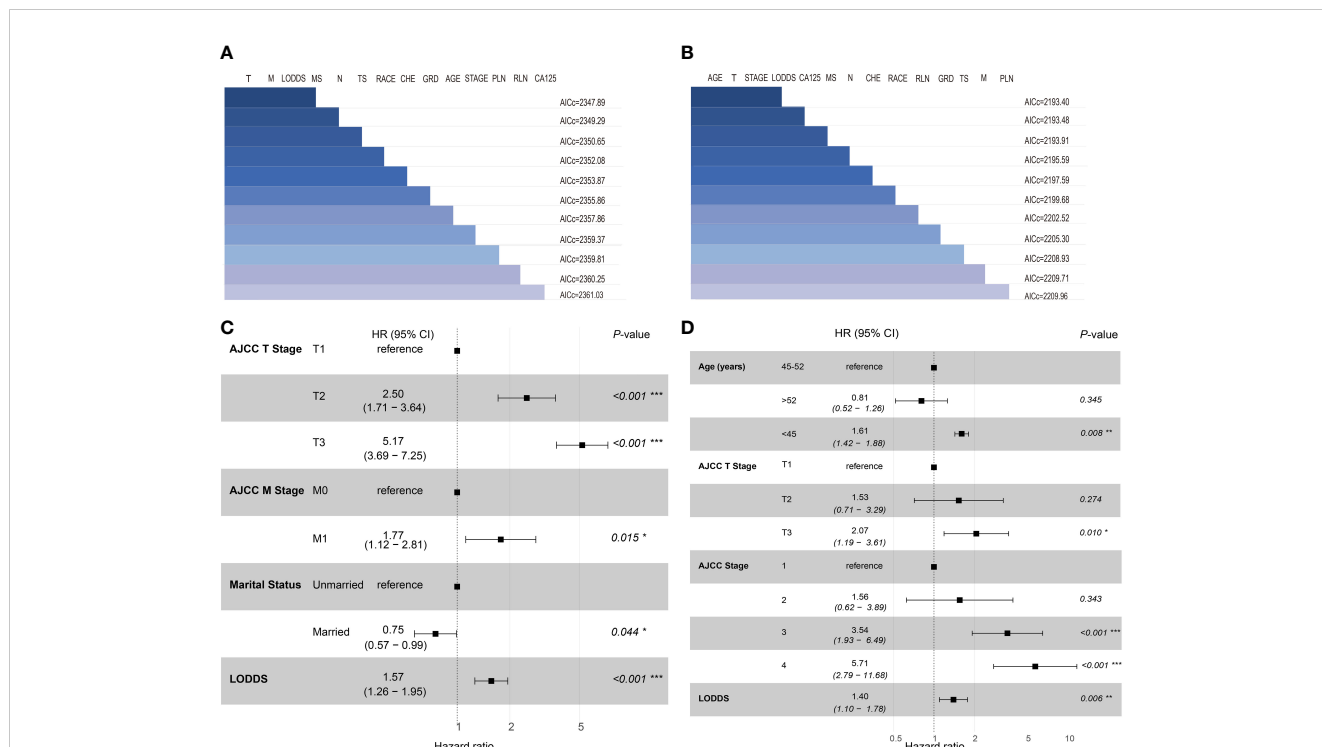 A
T M LODDS MS N TS RACE CHE GRD AGE STAGE PLN RLN CA125
AICc=2347.89
AICc=2349.29
AICc=2350.65
AICc=2352.08
AICc=2353.87
AICc=2355.86
AICc=2357.86
AICc=2359.37
AICc=2359.81
AICc=2360.25
AICc=2361.03
B
AGE T STAGE LODDS CA125 MS N CHE RACE RLN GRD TS M PLN
AICc=2193.40
AICc=2193.48
AICc=2193.91
AICc=2195.59
AICc=2197.59
AICc=2199.68
AICc=2202.52
AICc=2205.30
AICc=2208.93
AICc=2209.71
AICc=2209.96
C
HR (95% CI) P-value
AJCC T Stage T1 reference
T2 2.50 <0.001 ***
(1.71 − 3.64)
T3 5.17 <0.001 ***
(3.69 − 7.25)
AJCC M Stage M0 reference
M1 1.77 0.015 *
(1.12 − 2.81)
Marital Status Unmarried reference
Married 0.75 0.044 *
(0.57 − 0.99)
LODDS 1.57 <0.001 ***
(1.26 − 1.95)
1 2 5
Hazard ratio
D
HR (95% CI) P-value
Age (years) 45-52 reference
>52 0.81 0.345
(0.52 − 1.26)
<45 1.61 0.008 **
(1.42 − 1.88)
AJCC T Stage T1 reference
T2 1.53 0.274
(0.71 − 3.29)
T3 2.07 0.010 *
(1.19 − 3.61)
AJCC Stage 1 reference
2 1.56 0.343
(0.62 − 3.89)
3 3.54 <0.001 ***
(1.93 − 6.49)
4 5.71 <0.001 ***
(2.79 − 11.68)
LODDS 1.40 0.006 **
(1.10 − 1.78)
0.5 1 2 5 10
Hazard ratio